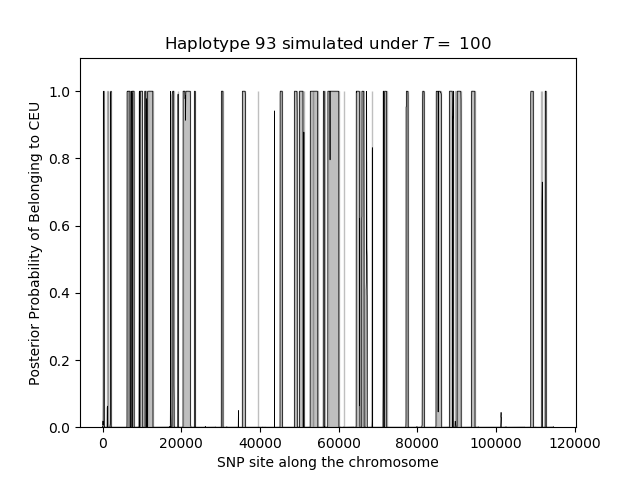 Haplotype 93 simulated under T = 100
Posterior Probability of Belonging to CEU
1.0
0.8
0.6
0.4
0.2
0.0
0 20000 40000 60000 80000 100000 120000
SNP site along the chromosome